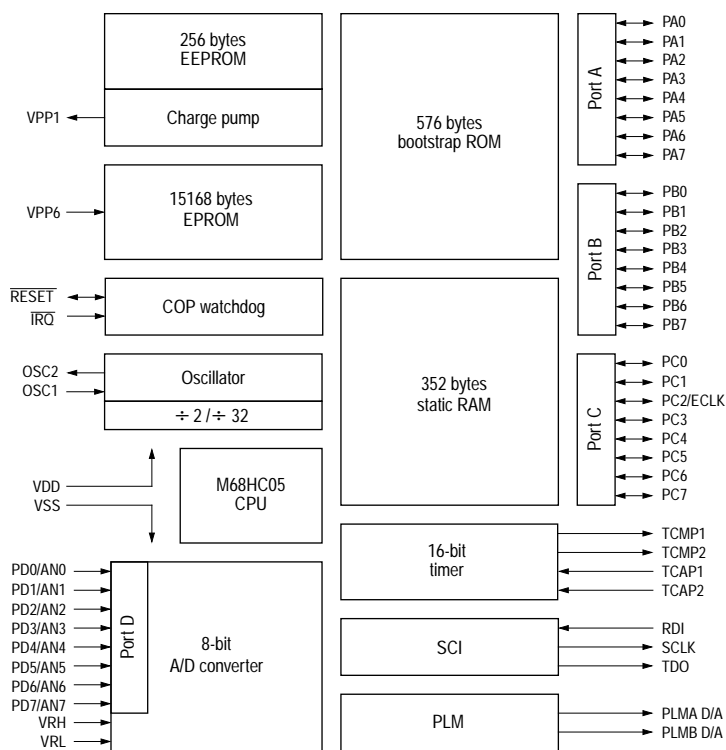 256 bytes
EEPROM
Charge pump
VPP1
15168 bytes
EPROM
VPP6
RESET
IRQ
COP watchdog
OSC2
OSC1
Oscillator
÷ 2 /÷ 32
VDD
VSS
M68HC05
CPU
PD0/AN0
PD1/AN1
PD2/AN2
PD3/AN3
PD4/AN4
PD5/AN5
PD6/AN6
PD7/AN7
VRH
VRL
Port D
8-bit
A/D converter
576 bytes
bootstrap ROM
352 bytes
static RAM
16-bit
timer
SCI
PLM
Port A
PA0
PA1
PA2
PA3
PA4
PA5
PA6
PA7
Port B
PB0
PB1
PB2
PB3
PB4
PB5
PB6
PB7
Port C
PC0
PC1
PC2/ECLK
PC3
PC4
PC5
PC6
PC7
TCMP1
TCMP2
TCAP1
TCAP2
RDI
SCLK
TDO
PLMA D/A
PLMB D/A